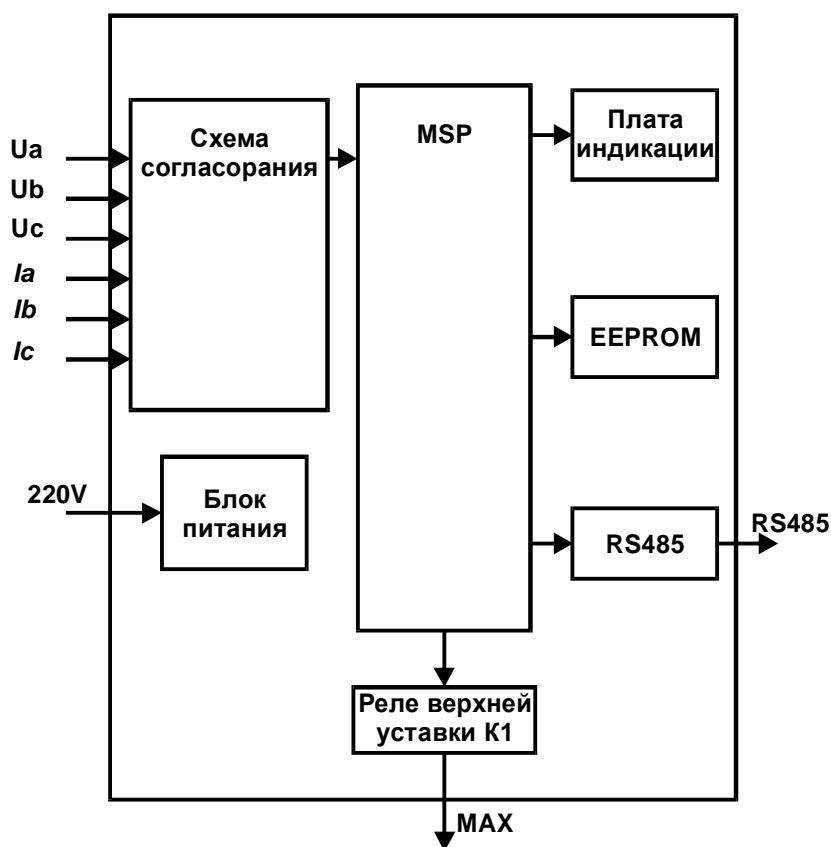 Ua
Ub
Uc
Ia
Ib
Ic
220V
Схема
согласорания
MSP
Плата
индикации
EEPROM
Блок
питания
RS485
RS485
Реле верхней
уставки К1
MAX